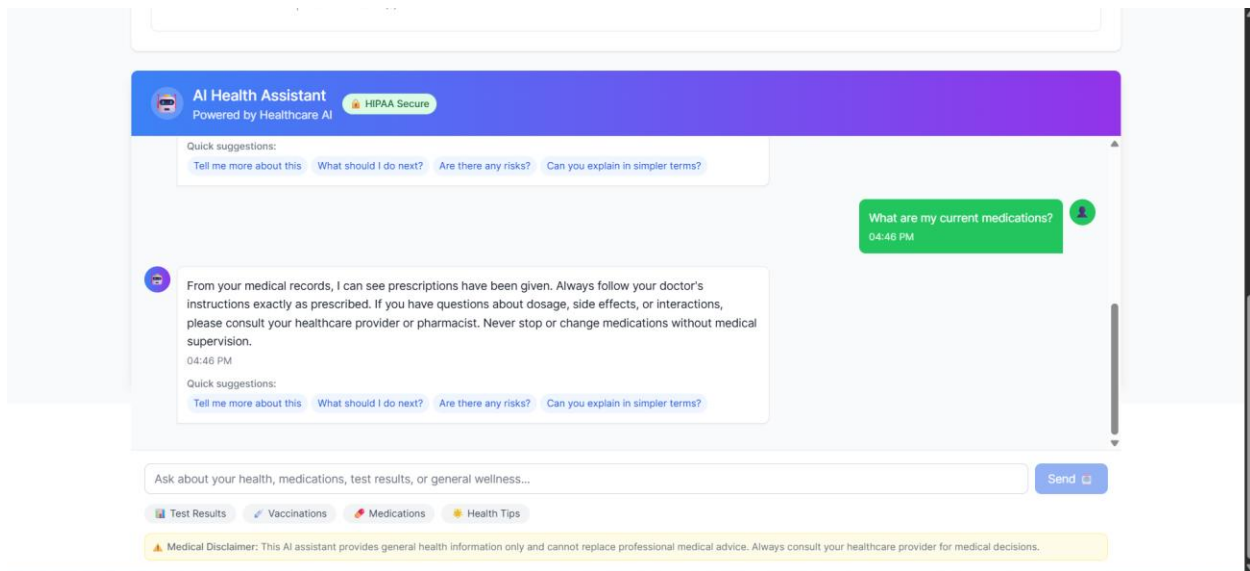 AI Health Assistant
Powered by Healthcare AI
HIPAA Secure
Quick suggestions:
Tell me more about this What should I do next? Are there any risks? Can you explain in simpler terms?
What are my current medications?
04:46 PM
From your medical records, I can see prescriptions have been given. Always follow your doctor's
instructions exactly as prescribed. If you have questions about dosage, side effects, or interactions,
please consult your healthcare provider or pharmacist. Never stop or change medications without medical
supervision.
04:46 PM
Quick suggestions:
Tell me more about this What should I do next? Are there any risks? Can you explain in simpler terms?
Ask about your health, medications, test results, or general wellness...
Send
Test Results Vaccinations Medications Health Tips
Medical Disclaimer: This AI assistant provides general health information only and cannot replace professional medical advice. Always consult your healthcare provider for medical decisions.